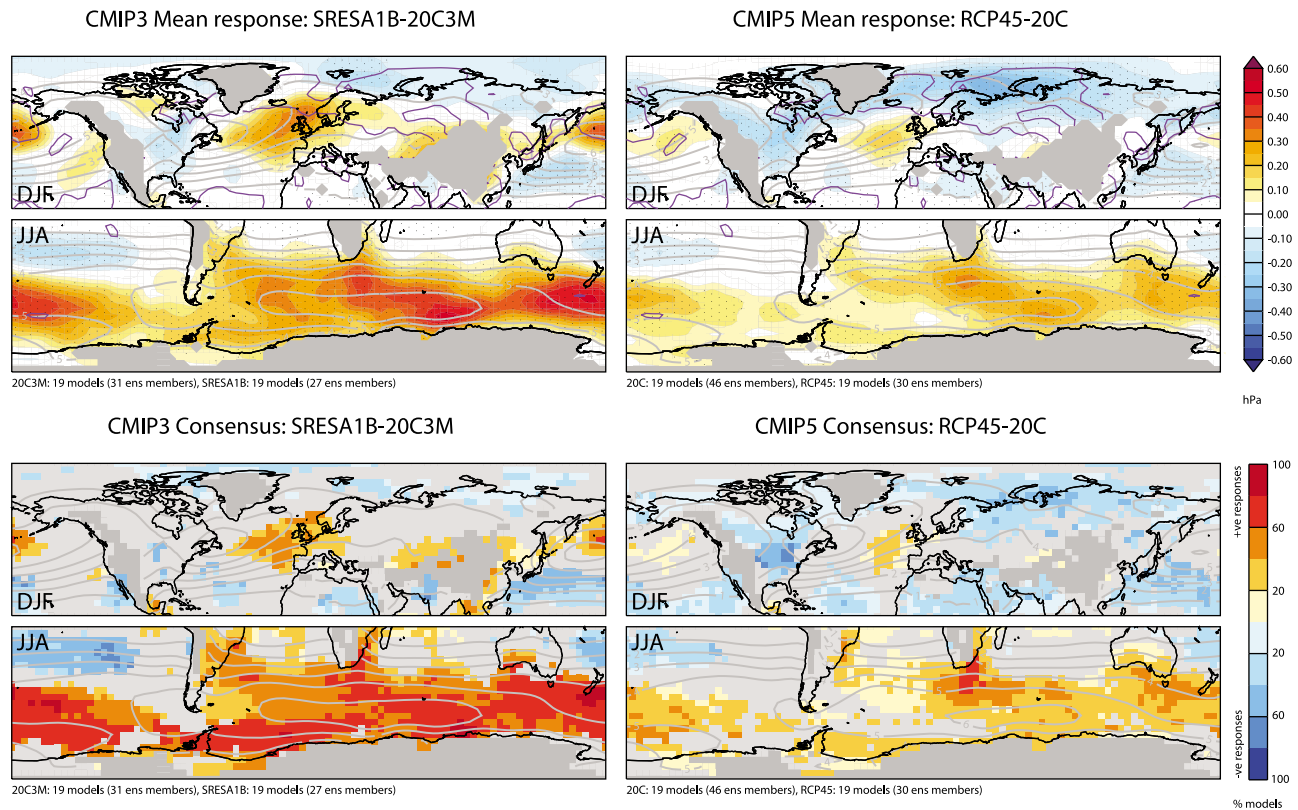 CMIP3 Mean response: SRESA1B-20C3M
CMIP5 Mean response: RCP45-20C
DJF
DJF
JJA
JJA
0.60
0.50
0.40
0.30
0.20
0.10
0.00
-0.10
-0.20
-0.30
-0.40
-0.50
-0.60
hPa
20C3M: 19 models (31 ens members), SRESA1B: 19 models (27 ens members)
20C: 19 models (46 ens members), RCP45: 19 models (30 ens members)
CMIP3 Consensus: SRESA1B-20C3M
CMIP5 Consensus: RCP45-20C
DJF
DJF
JJA
JJA
100
60
20
20
60
100
+ve responses
-ve responses
% models
20C3M: 19 models (31 ens members), SRESA1B: 19 models (27 ens members)
20C: 19 models (46 ens members), RCP45: 19 models (30 ens members)